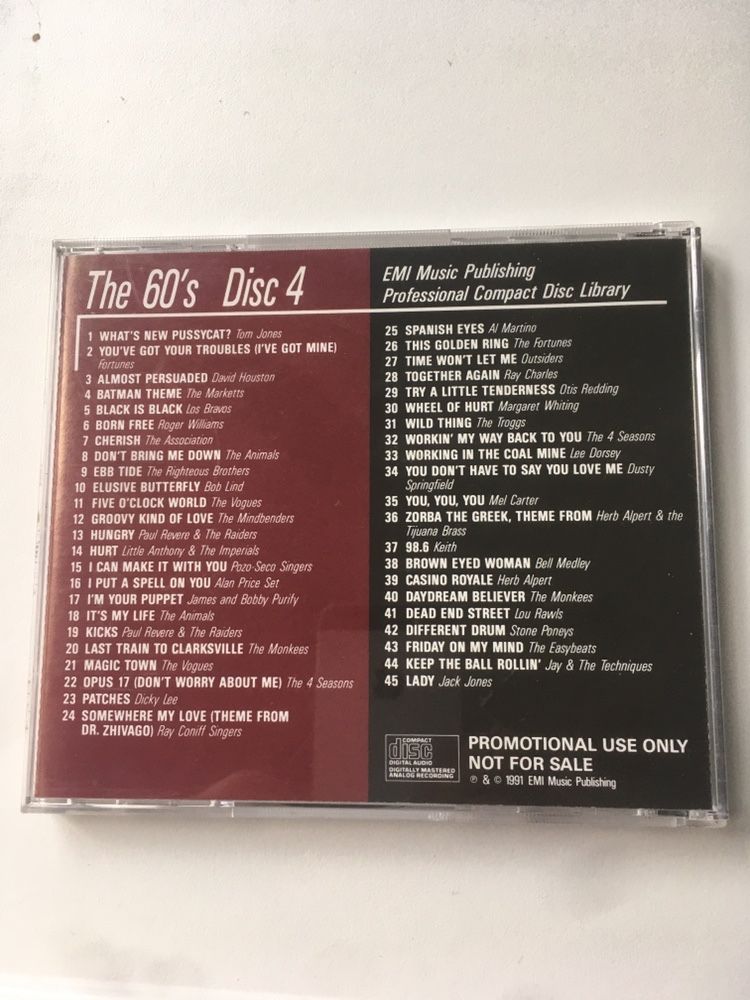 The 60's Disc 4
1 WHAT'S NEW PUSSYCAT? Tom Jones
2 YOU'VE GOT YOUR TROUBLES (I'VE GOT MINE)
Fortunes
3 ALMOST PERSUADED David Houston
4 BATMAN THEME The Marketts
5 BLACK IS BLACK Los Bravos
6 BORN FREE Roger Williams
7 CHERISH The Association
8 DON'T BRING ME DOWN The Animals
9 EBB TIDE The Righteous Brothers
10 ELUSIVE BUTTERFLY Bob Lind
11 FIVE O'CLOCK WORLD The Vogues
12 GROOVY KIND OF LOVE The Mindbenders
13 HUNGRY Paul Revere & The Raiders
14 HURT Little Anthony & The Imperials
15 I CAN MAKE IT WITH YOU Pozo-Seco Singers
16 I PUT A SPELL ON YOU Alan Price Set
17 I'M YOUR PUPPET James and Bobby Purify
18 IT'S MY LIFE The Animals
19 KICKS Paul Revere & The Raiders
20 LAST TRAIN TO CLARKSVILLE The Monkees
21 MAGIC TOWN The Vogues
22 OPUS 17 (DON'T WORRY ABOUT ME) The 4 Seasons
23 PATCHES Dicky Lee
24 SOMEWHERE MY LOVE (THEME FROM
DR. ZHIVAGO) Ray Coniff Singers
EMI Music Publishing
Professional Compact Disc Library
25 SPANISH EYES Al Martino
26 THIS GOLDEN RING The Fortunes
27 TIME WON'T LET ME Outsiders
28 TOGETHER AGAIN Ray Charles
29 TRY A LITTLE TENDERNESS Otis Redding
30 WHEEL OF HURT Margaret Whiting
31 WILD THING The Troggs
32 WORKIN' MY WAY BACK TO YOU The 4 Seasons
33 WORKING IN THE COAL MINE Lee Dorsey
34 YOU DON'T HAVE TO SAY YOU LOVE ME Dusty
Springfield
35 YOU, YOU, YOU Mel Carter
36 ZORBA THE GREEK, THEME FROM Herb Alpert & the
Tijuana Brass
37 98.6 Keith
38 BROWN EYED WOMAN Bell Medley
39 CASINO ROYALE Herb Alpert
40 DAYDREAM BELIEVER The Monkees
41 DEAD END STREET Lou Rawls
42 DIFFERENT DRUM Stone Poneys
43 FRIDAY ON MY MIND The Easybeats
44 KEEP THE BALL ROLLIN' Jay & The Techniques
45 LADY Jack Jones
COMPACT
disc
DIGITAL AUDIO
DIGITALLY MASTERED
ANALOG RECORDING
PROMOTIONAL USE ONLY
NOT FOR SALE
℗ & © 1991 EMI Music Publishing